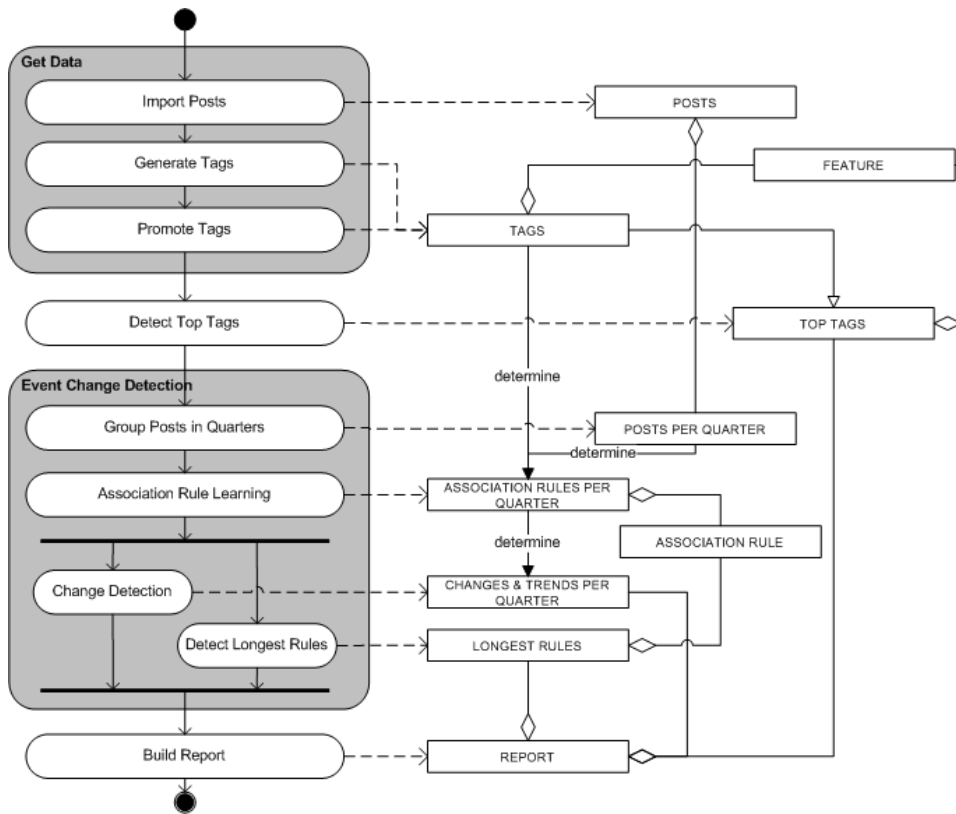 Get Data
Import Posts
POSTS
Generate Tags
FEATURE
Promote Tags
TAGS
Detect Top Tags
TOP TAGS
determine
Event Change Detection
Group Posts in Quarters
POSTS PER QUARTER
determine
Association Rule Learning
ASSOCIATION RULES PER
QUARTER
determine
ASSOCIATION RULE
Change Detection
CHANGES & TRENDS PER
QUARTER
Detect Longest Rules
LONGEST RULES
Build Report
REPORT